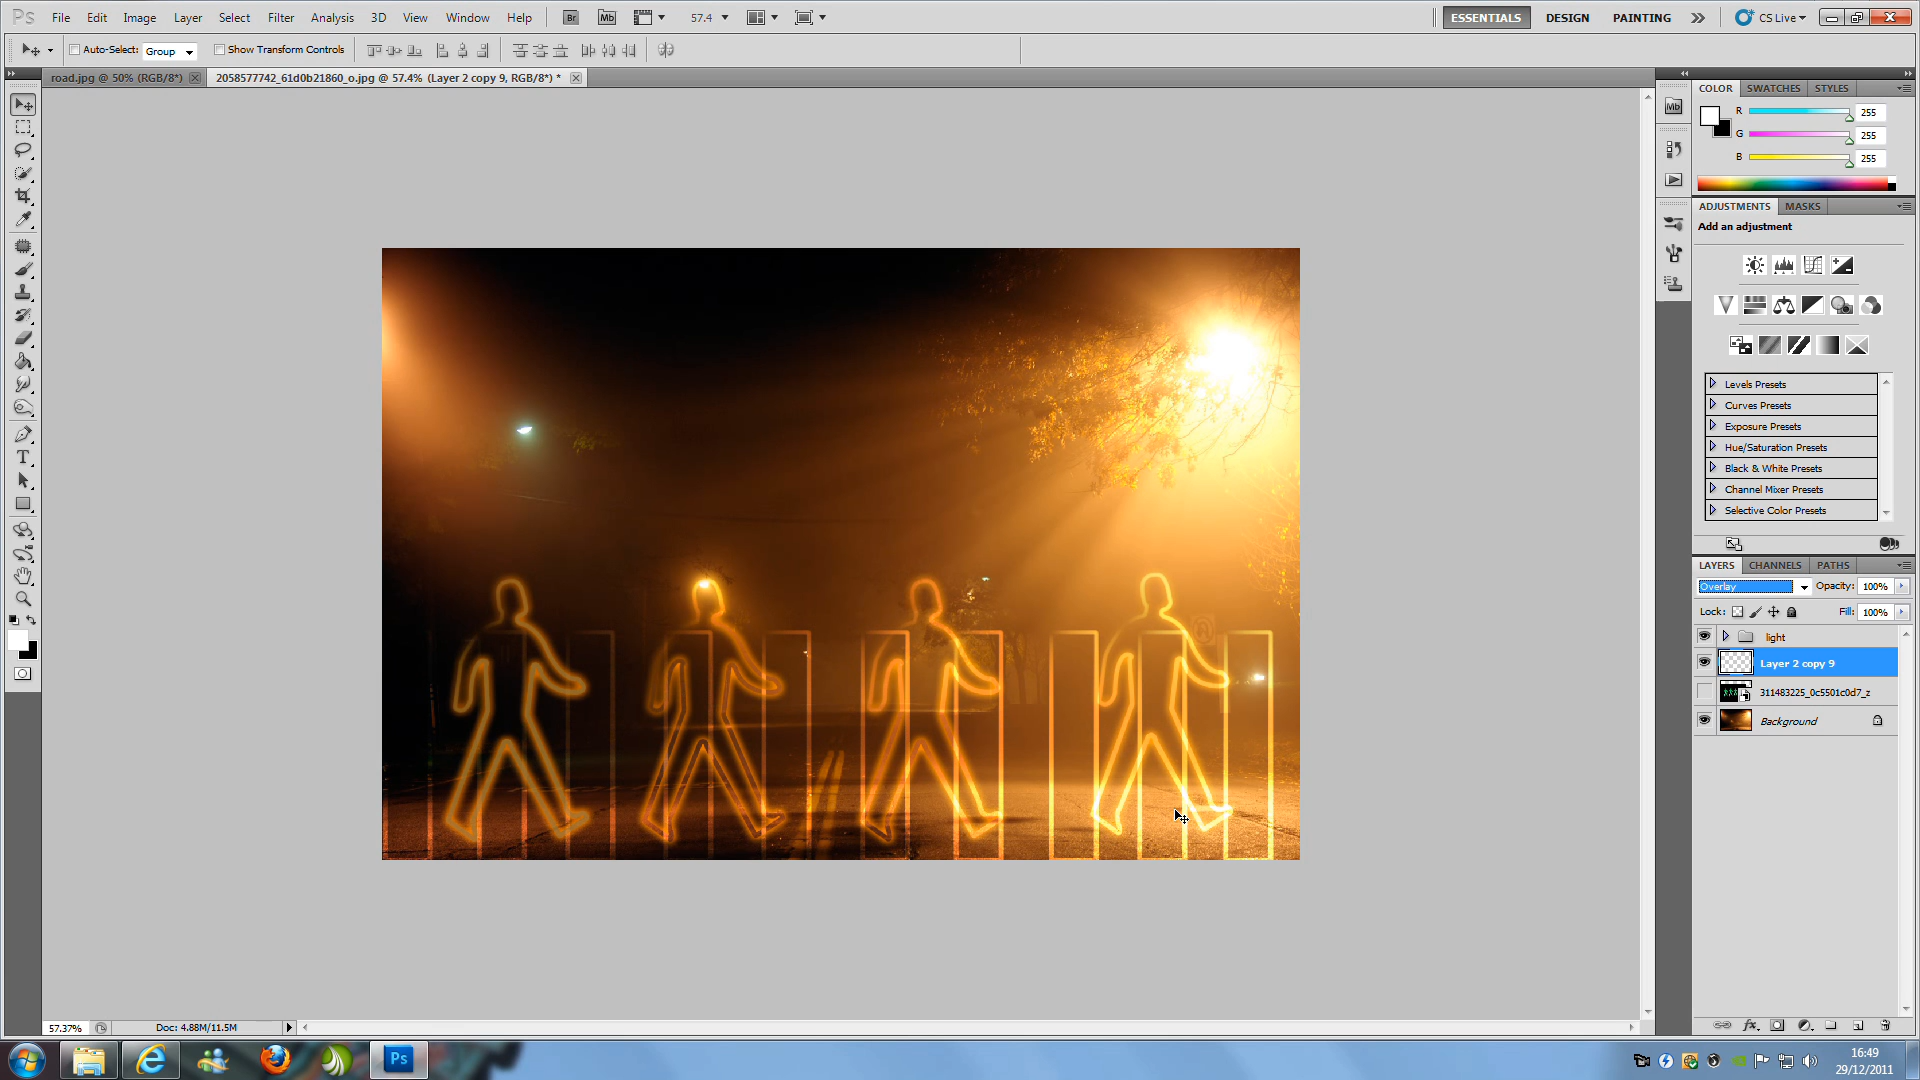 Ps File Edit Image Layer Select Filter Analysis 3D View Window Help Br Mb 57.4 ESSENTIALS DESIGN PAINTING CS Live
Auto-Select: Group Show Transform Controls
road.jpg @ 50% (RGB/8*) 2058577742_61d0b21860_o.jpg @ 57.4% (Layer 2 copy 9, RGB/8*) *
COLOR SWATCHES STYLES
Mb
R 255
G 255
B 255
ADJUSTMENTS MASKS
Add an adjustment
Levels Presets
Curves Presets
Exposure Presets
Hue/Saturation Presets
Black & White Presets
Channel Mixer Presets
Selective Color Presets
LAYERS CHANNELS PATHS
Overlay Opacity: 100%
Lock: Fill: 100%
light
Layer 2 copy 9
311483225_0c5501c0d7_z
Background
57.37% Doc: 4.88M/11.5M
Ps
16:49
29/12/2011